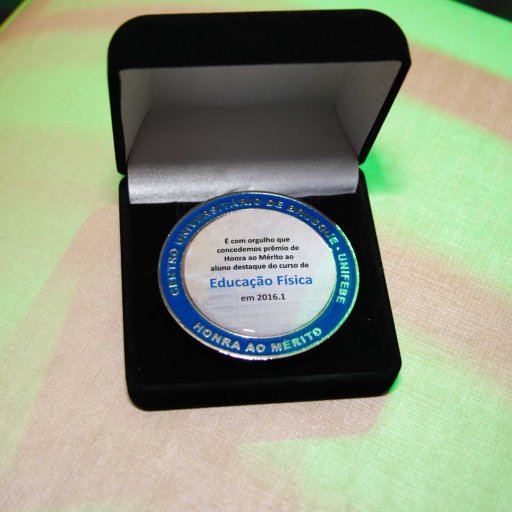 CENTRO UNIVERSITÁRIO DE BRUSQUE - UNIFEBE
É com orgulho que
concedemos prêmio de
Honra ao Mérito ao
aluno destaque do curso de
Educação Física
em 2016.1
HONRA AO MÉRITO